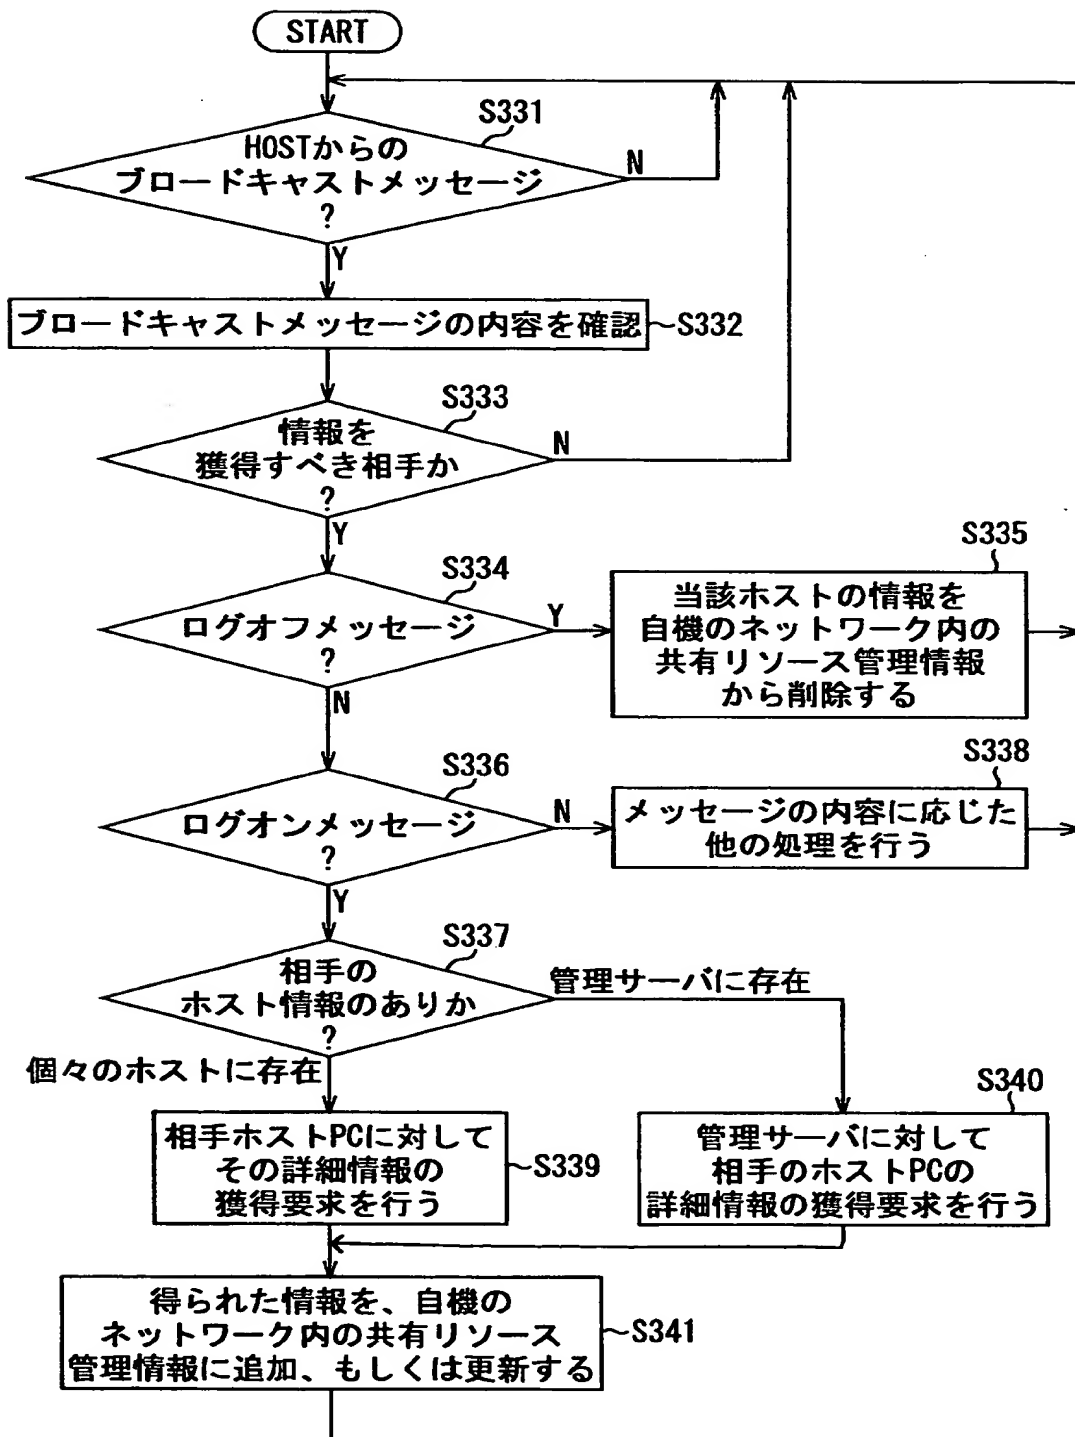 START
S331
HOSTからの
ブロードキャストメッセージ
?
N
Y
ブロードキャストメッセージの内容を確認
S332
S333
情報を
獲得すべき相手か
?
N
Y
S334
ログオフメッセージ
?
Y
N
S335
当該ホストの情報を
自機のネットワーク内の
共有リソース管理情報
から削除する
S336
ログオンメッセージ
?
N
Y
S338
メッセージの内容に応じた
他の処理を行う
S337
相手の
ホスト情報のありか
?
管理サーバに存在
個々のホストに存在
相手ホストPCに対して
その詳細情報の
獲得要求を行う
S339
S340
管理サーバに対して
相手のホストPCの
詳細情報の獲得要求を行う
得られた情報を、自機の
ネットワーク内の共有リソース
管理情報に追加、もしくは更新する
S341